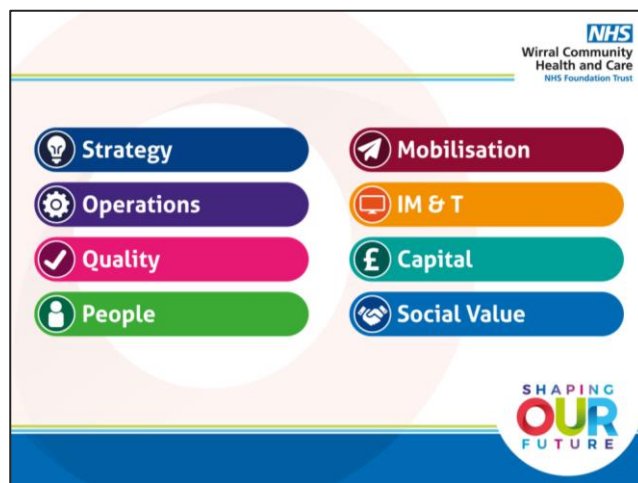 NHS
Wirral Community
Health and Care
NHS Foundation Trust
Strategy
Operations
Quality
People
Mobilisation
IM & T
£ Capital
Social Value
SHAPING
OUR
FUTURE